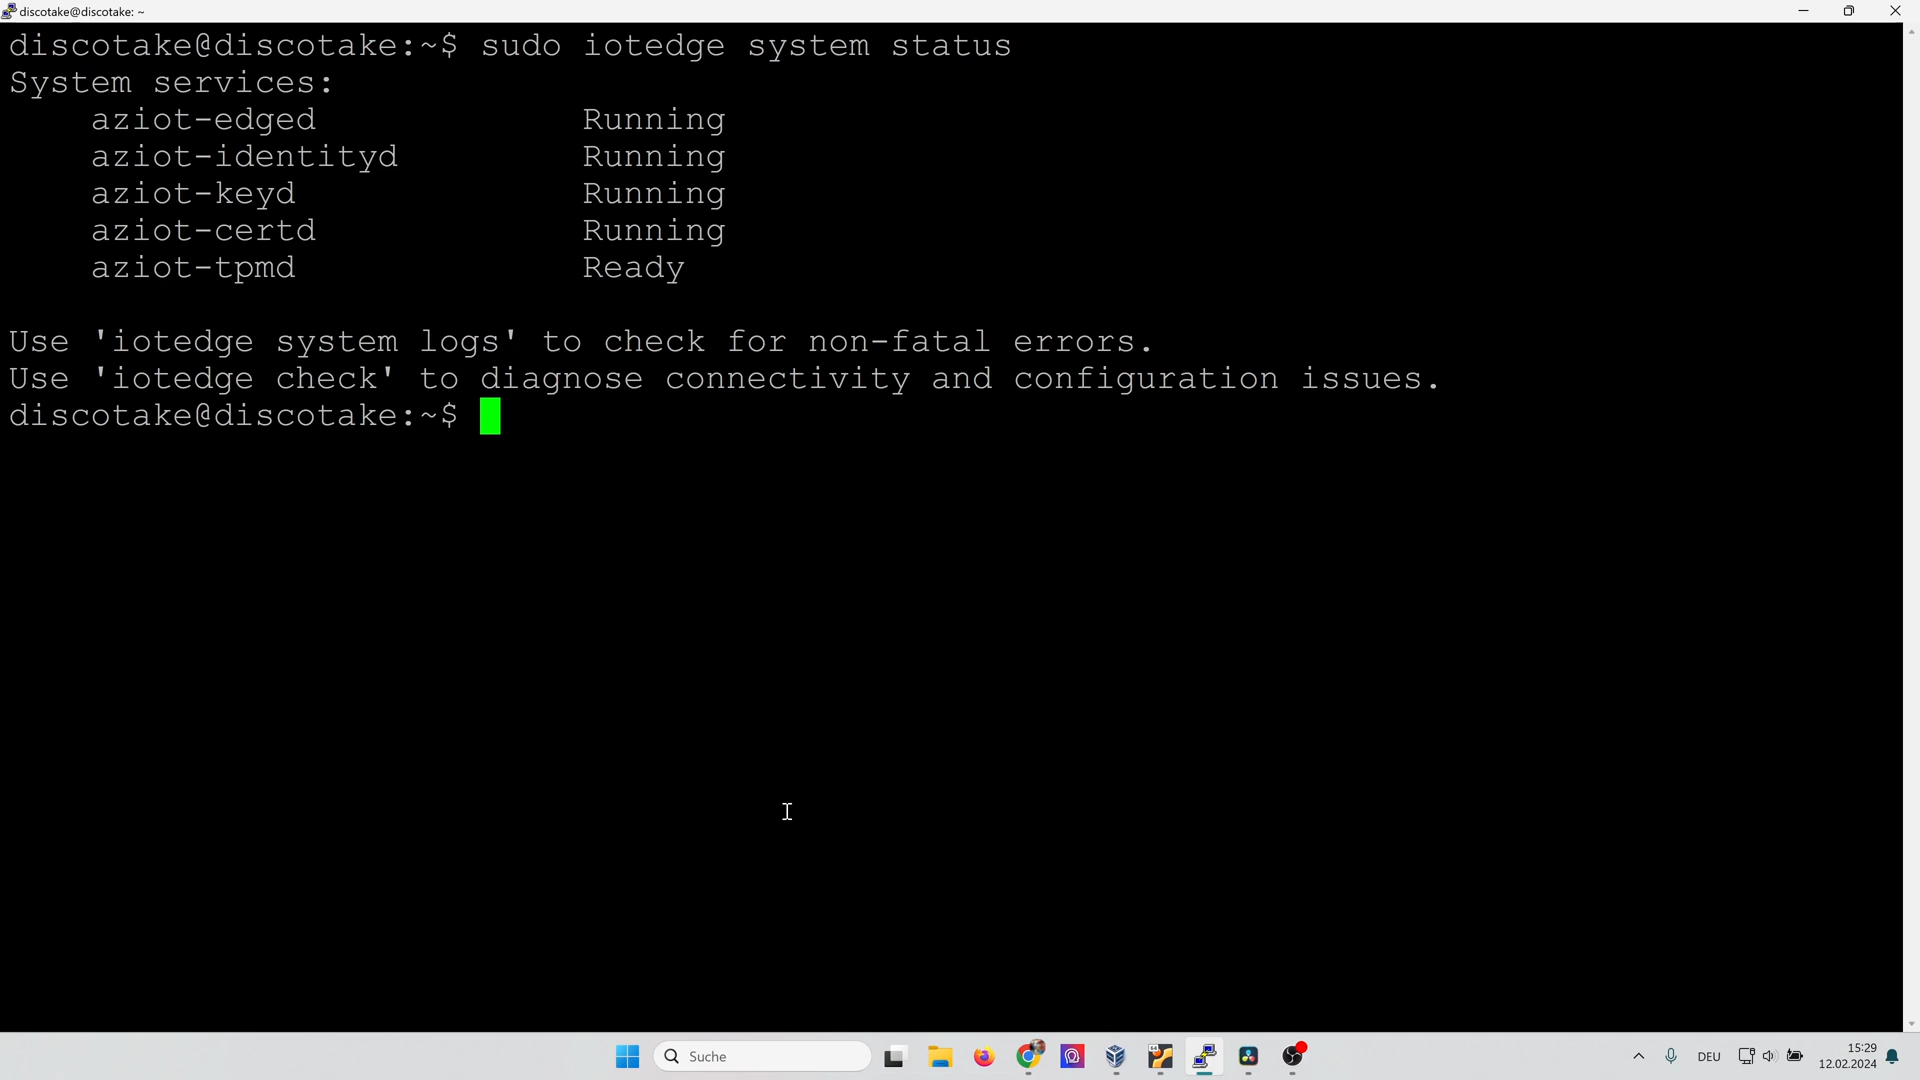 discotake@discotake: ~
discotake@discotake:~$ sudo iotedge system status
System services:
    aziot-edged             Running
    aziot-identityd         Running
    aziot-keyd              Running
    aziot-certd             Running
    aziot-tpmd              Ready
Use 'iotedge system logs' to check for non-fatal errors.
Use 'iotedge check' to diagnose connectivity and configuration issues.
discotake@discotake:~$
Suche
64
DEU
15:29
12.02.2024